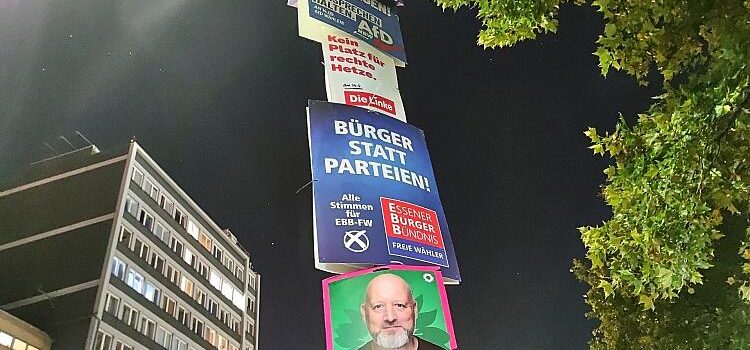 HALTEN!
AfD
Kein
Platz für
rechte
Hetze.
Die Linke
BÜRGER
STATT
PARTEIEN!
Alle
Stimmen
für
EBB-FW
ESSENER
BÜRGER
BÜNDNIS
FREIE WÄHLER